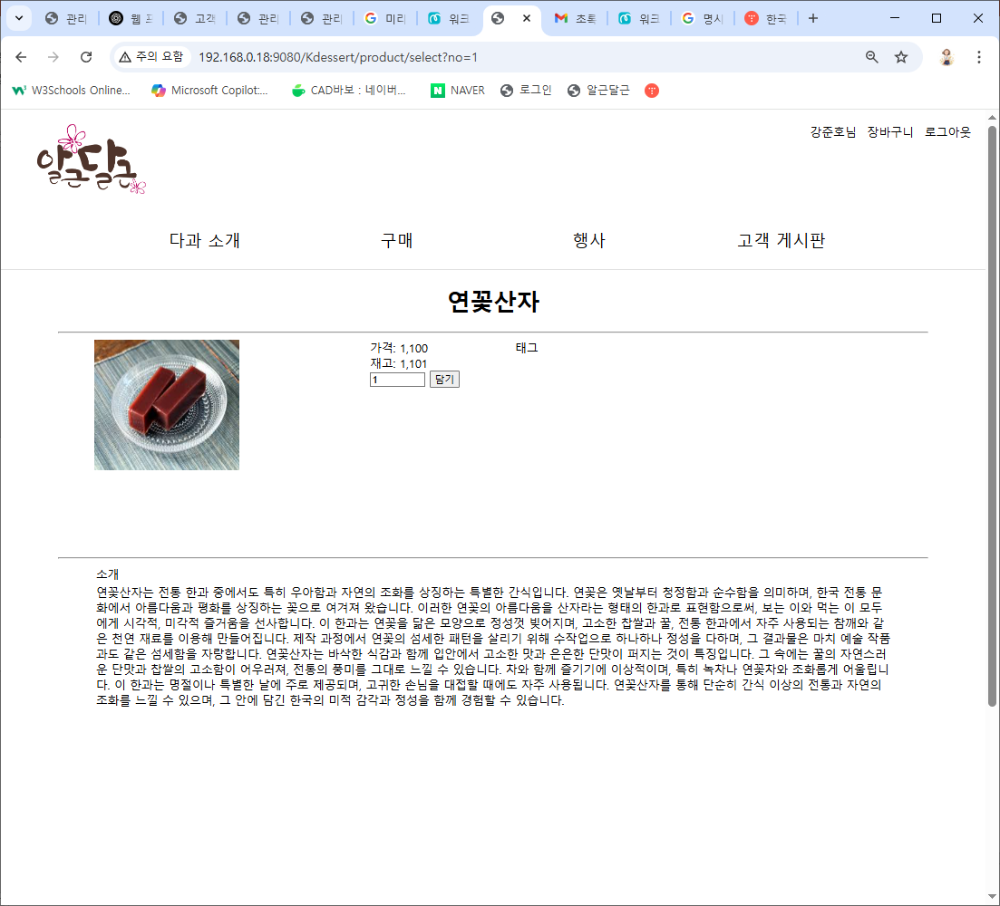 관리
웹 프
고객
관리
관리
미리
워크
초록
워크
명시
한국
주의 요함
192.168.0.18:9080/Kdessert/product/select?no=1
W3Schools Online...
Microsoft Copilot:...
CAD바보 : 네이버...
NAVER
로그인
알근달근
알근달근
강준호님 장바구니 로그아웃
다과 소개 구매 행사 고객 게시판
연꽃산자
가격: 1,100
재고: 1,101
1 담기
태그
소개
연꽃산자는 전통 한과 중에서도 특히 우아함과 자연의 조화를 상징하는 특별한 간식입니다. 연꽃은 옛날부터 청정함과 순수함을 의미하며, 한국 전통 문
화에서 아름다움과 평화를 상징하는 꽃으로 여겨져 왔습니다. 이러한 연꽃의 아름다움을 산자라는 형태의 한과로 표현함으로써, 보는 이와 먹는 이 모두
에게 시각적, 미각적 즐거움을 선사합니다. 이 한과는 연꽃을 닮은 모양으로 정성껏 빚어지며, 고소한 찹쌀과 꿀, 전통 한과에서 자주 사용되는 참깨와 같
은 천연 재료를 이용해 만들어집니다. 제작 과정에서 연꽃의 섬세한 패턴을 살리기 위해 수작업으로 하나하나 정성을 다하며, 그 결과물은 마치 예술 작품
과도 같은 섬세함을 자랑합니다. 연꽃산자는 바삭한 식감과 함께 입안에서 고소한 맛과 은은한 단맛이 퍼지는 것이 특징입니다. 그 속에는 꿀의 자연스러
운 단맛과 찹쌀의 고소함이 어우러져, 전통의 풍미를 그대로 느낄 수 있습니다. 차와 함께 즐기기에 이상적이며, 특히 녹차나 연꽃차와 조화롭게 어울립니
다. 이 한과는 명절이나 특별한 날에 주로 제공되며, 고귀한 손님을 대접할 때에도 자주 사용됩니다. 연꽃산자를 통해 단순히 간식 이상의 전통과 자연의
조화를 느낄 수 있으며, 그 안에 담긴 한국의 미적 감각과 정성을 함께 경험할 수 있습니다.